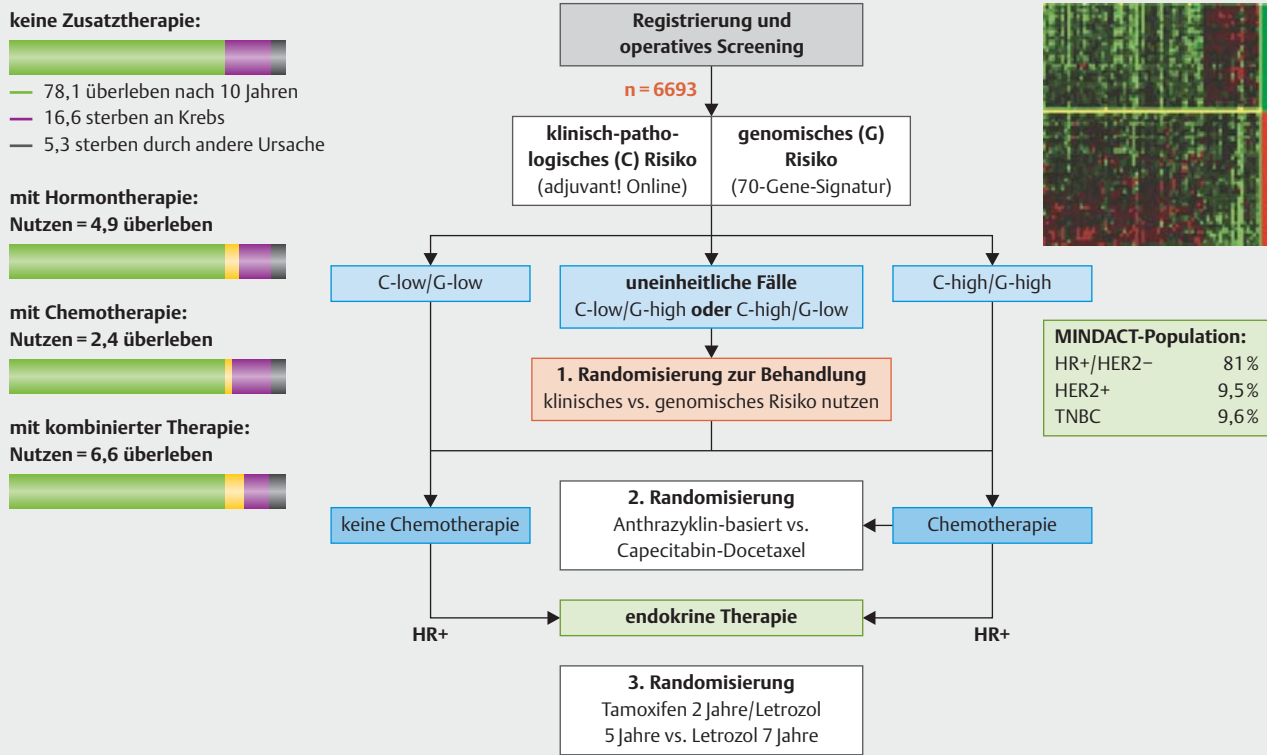 keine Zusatztherapie:
78,1 überleben nach 10 Jahren
16,6 sterben an Krebs
5,3 sterben durch andere Ursache
mit Hormontherapie:
Nutzen = 4,9 überleben
mit Chemotherapie:
Nutzen = 2,4 überleben
mit kombinierter Therapie:
Nutzen = 6,6 überleben
Registrierung und
operatives Screening
n = 6693
klinisch-patho-
logisches (C) Risiko
(adjuvant! Online)
genomisches (G)
Risiko
(70-Gene-Signatur)
C-low/G-low
uneinheitliche Fälle
C-low/G-high oder C-high/G-low
C-high/G-high
1. Randomisierung zur Behandlung
klinisches vs. genomisches Risiko nutzen
keine Chemotherapie
2. Randomisierung
Anthrazyklin-basiert vs.
Capecitabin-Docetaxel
Chemotherapie
endokrine Therapie
HR+
HR+
3. Randomisierung
Tamoxifen 2 Jahre/Letrozol
5 Jahre vs. Letrozol 7 Jahre
MINDACT-Population:
HR+/HER2− 81 %
HER2+ 9,5 %
TNBC 9,6 %